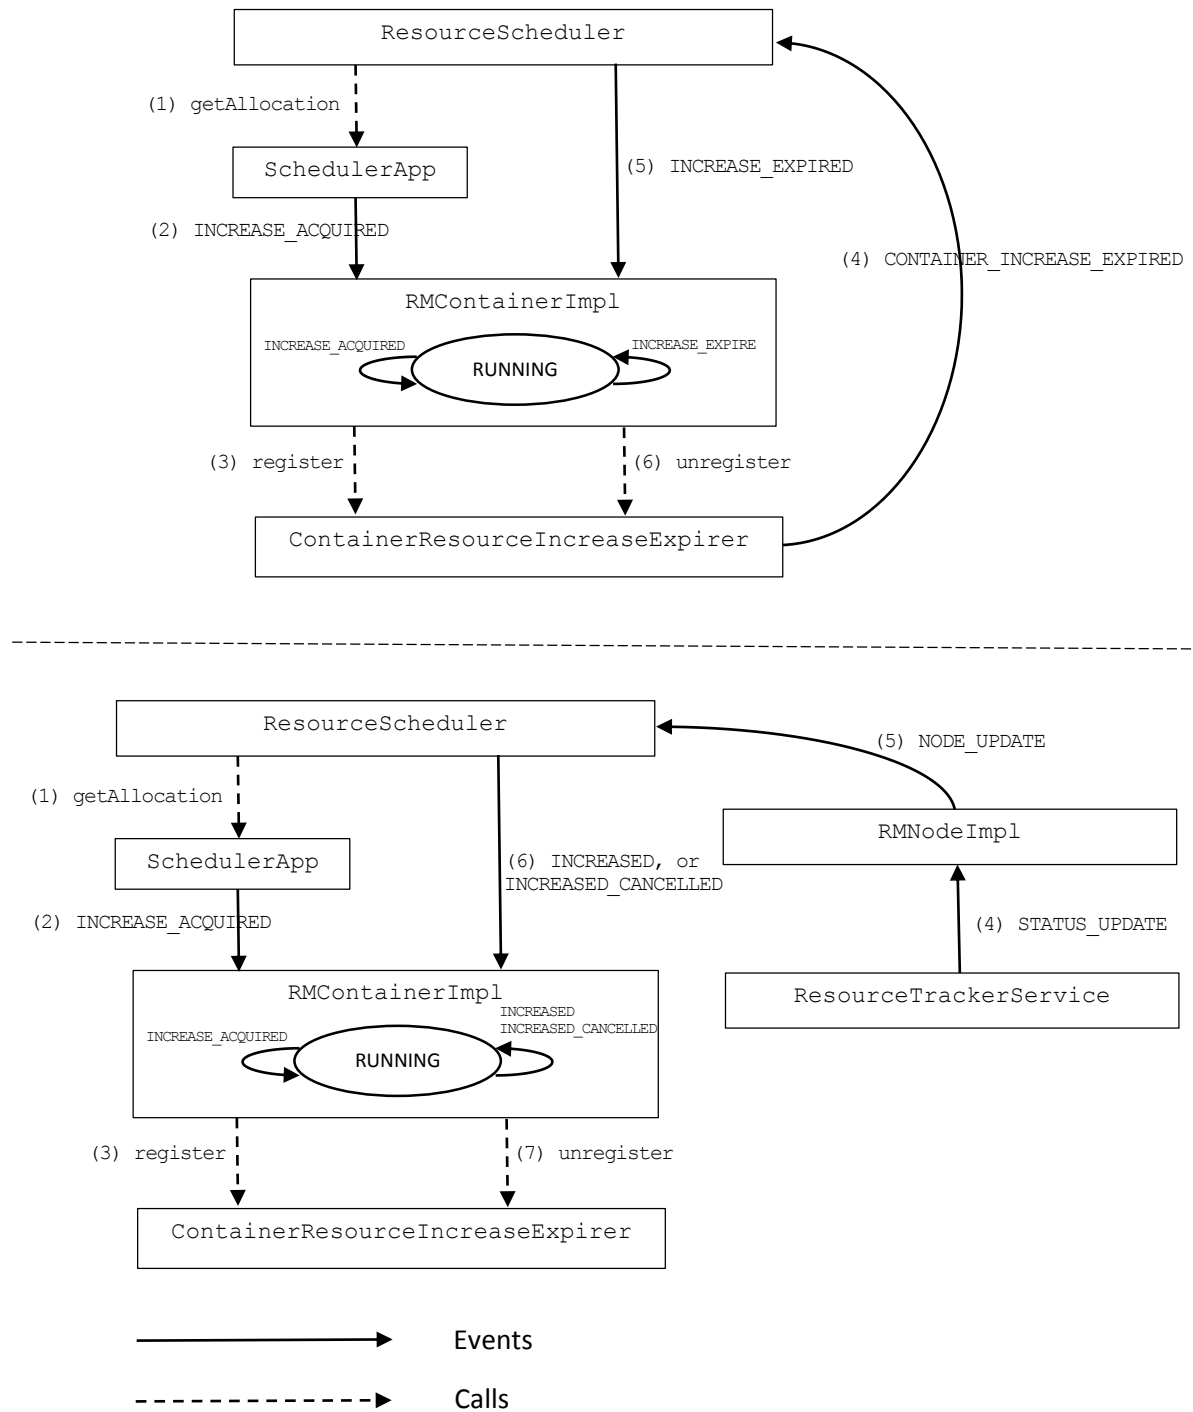 ResourceScheduler
(1) getAllocation
SchedulerApp
(5) INCREASE_EXPIRED
(2) INCREASE_ACQUIRED
(4) CONTAINER_INCREASE_EXPIRED
RMContainerImpl
INCREASE_ACQUIRED
INCREASE_EXPIRE
RUNNING
(3) register
(6) unregister
ContainerResourceIncreaseExpirer
ResourceScheduler
(5) NODE_UPDATE
(1) getAllocation
RMNodeImpl
SchedulerApp
(6) INCREASED, or
INCREASED_CANCELLED
(2) INCREASE_ACQUIRED
(4) STATUS_UPDATE
RMContainerImpl
ResourceTrackerService
INCREASED
INCREASED_CANCELLED
INCREASE_ACQUIRED
RUNNING
(3) register
(7) unregister
ContainerResourceIncreaseExpirer
Events
Calls